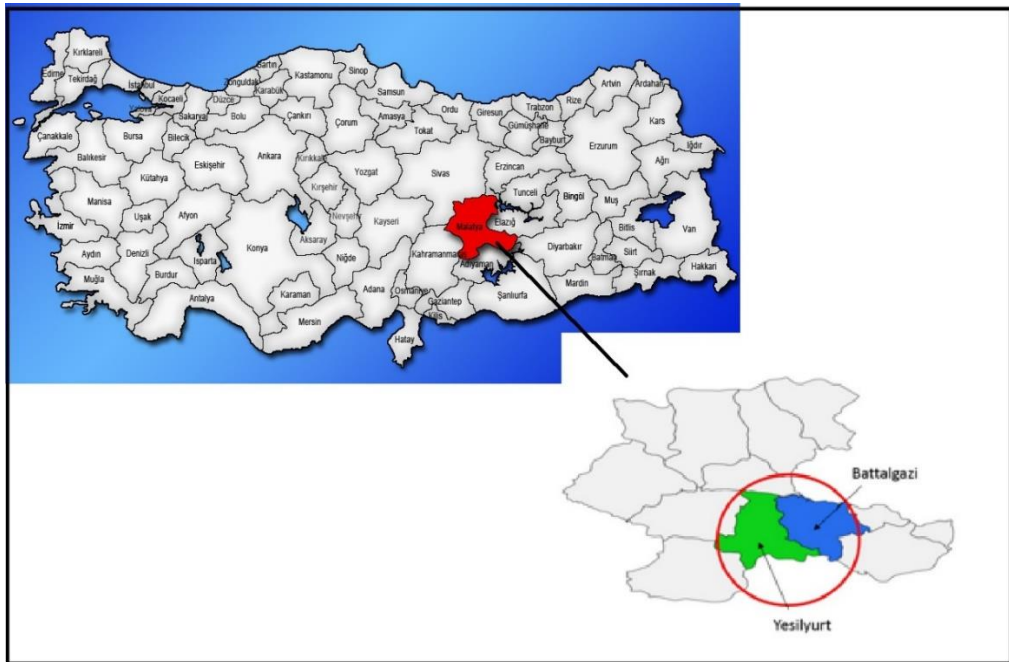 Kırklareli
Edirne
Tekirdağ
İstanbul
Yalova
Kocaeli
Sakarya
Düzce
Zonguldak
Bartın
Karabük
Kastamonu
Sinop
Samsun
Bolu
Çankırı
Çorum
Amasya
Tokat
Ordu
Giresun
Trabzon
Gümüşhane
Bayburt
Rize
Artvin
Ardahan
Kars
Iğdır
Ağrı
Erzurum
Erzincan
Çanakkale
Balıkesir
Bursa
Bilecik
Kütahya
Eskişehir
Ankara
Kırıkkale
Kırşehir
Yozgat
Sivas
Tunceli
Bingöl
Muş
Bitlis
Van
Manisa
Uşak
Afyon
İzmir
Aydın
Denizli
Muğla
Burdur
Isparta
Antalya
Konya
Aksaray
Nevşehir
Niğde
Kayseri
Karaman
Mersin
Adana
Osmaniye
Kahramanmar
Malatya
Elazığ
Adıyaman
Diyarbakır
Batman
Siirt
Şırnak
Hakkari
Mardin
Şanlıurfa
Gaziantep
Kilis
Hatay
Battalgazi
Yesilyurt